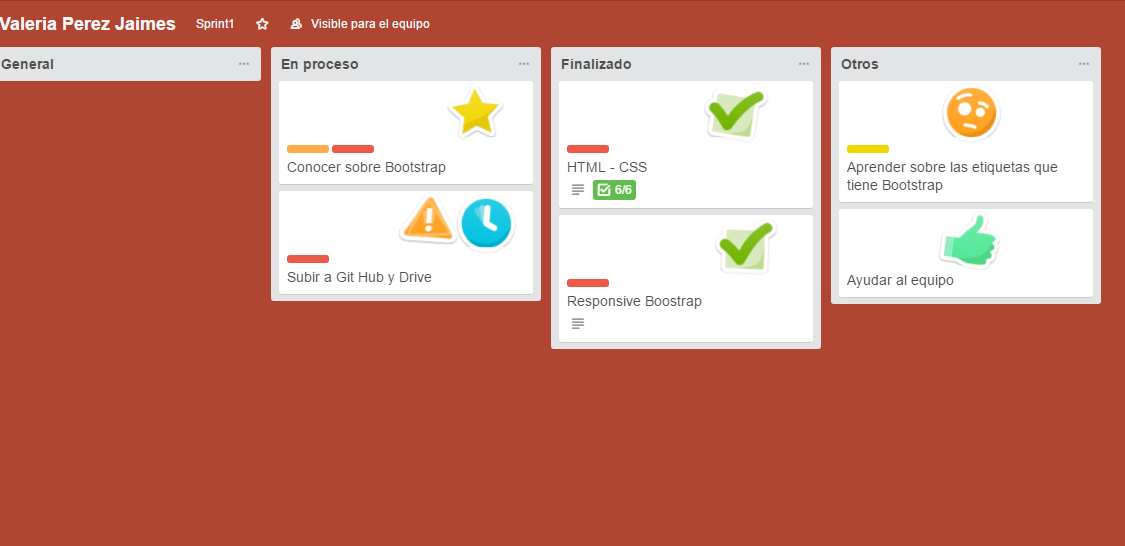 Valeria Perez Jaimes Sprint1 Visible para el equipo
General
En proceso
Conocer sobre Bootstrap
Subir a Git Hub y Drive
Finalizado
HTML - CSS
6/6
Responsive Boostrap
Otros
Aprender sobre las etiquetas que
tiene Bootstrap
Ayudar al equipo